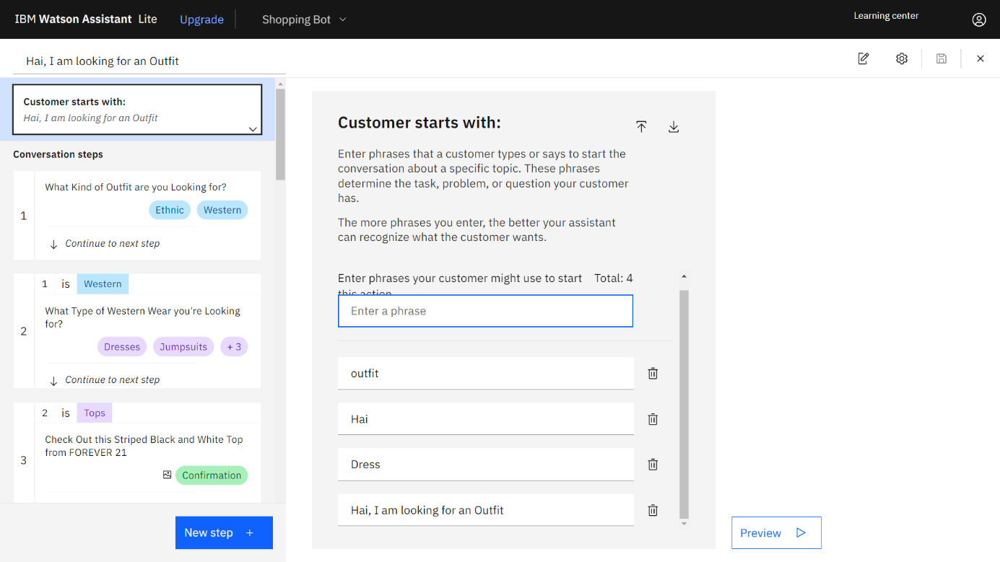 IBM Watson Assistant Lite Upgrade Shopping Bot Learning center
Hai, I am looking for an Outfit
Customer starts with:
Hai, I am looking for an Outfit
Conversation steps
1
What Kind of Outfit are you Looking for?
Ethnic Western
Continue to next step
2
1 is Western
What Type of Western Wear you're Looking
for?
Dresses Jumpsuits + 3
Continue to next step
3
2 is Tops
Check Out this Striped Black and White Top
from FOREVER 21
Confirmation
New step +
Customer starts with:
Enter phrases that a customer types or says to start the
conversation about a specific topic. These phrases
determine the task, problem, or question your customer
has.
The more phrases you enter, the better your assistant
can recognize what the customer wants.
Enter phrases your customer might use to start Total: 4
this action
Enter a phrase
outfit
Hai
Dress
Hai, I am looking for an Outfit
Preview